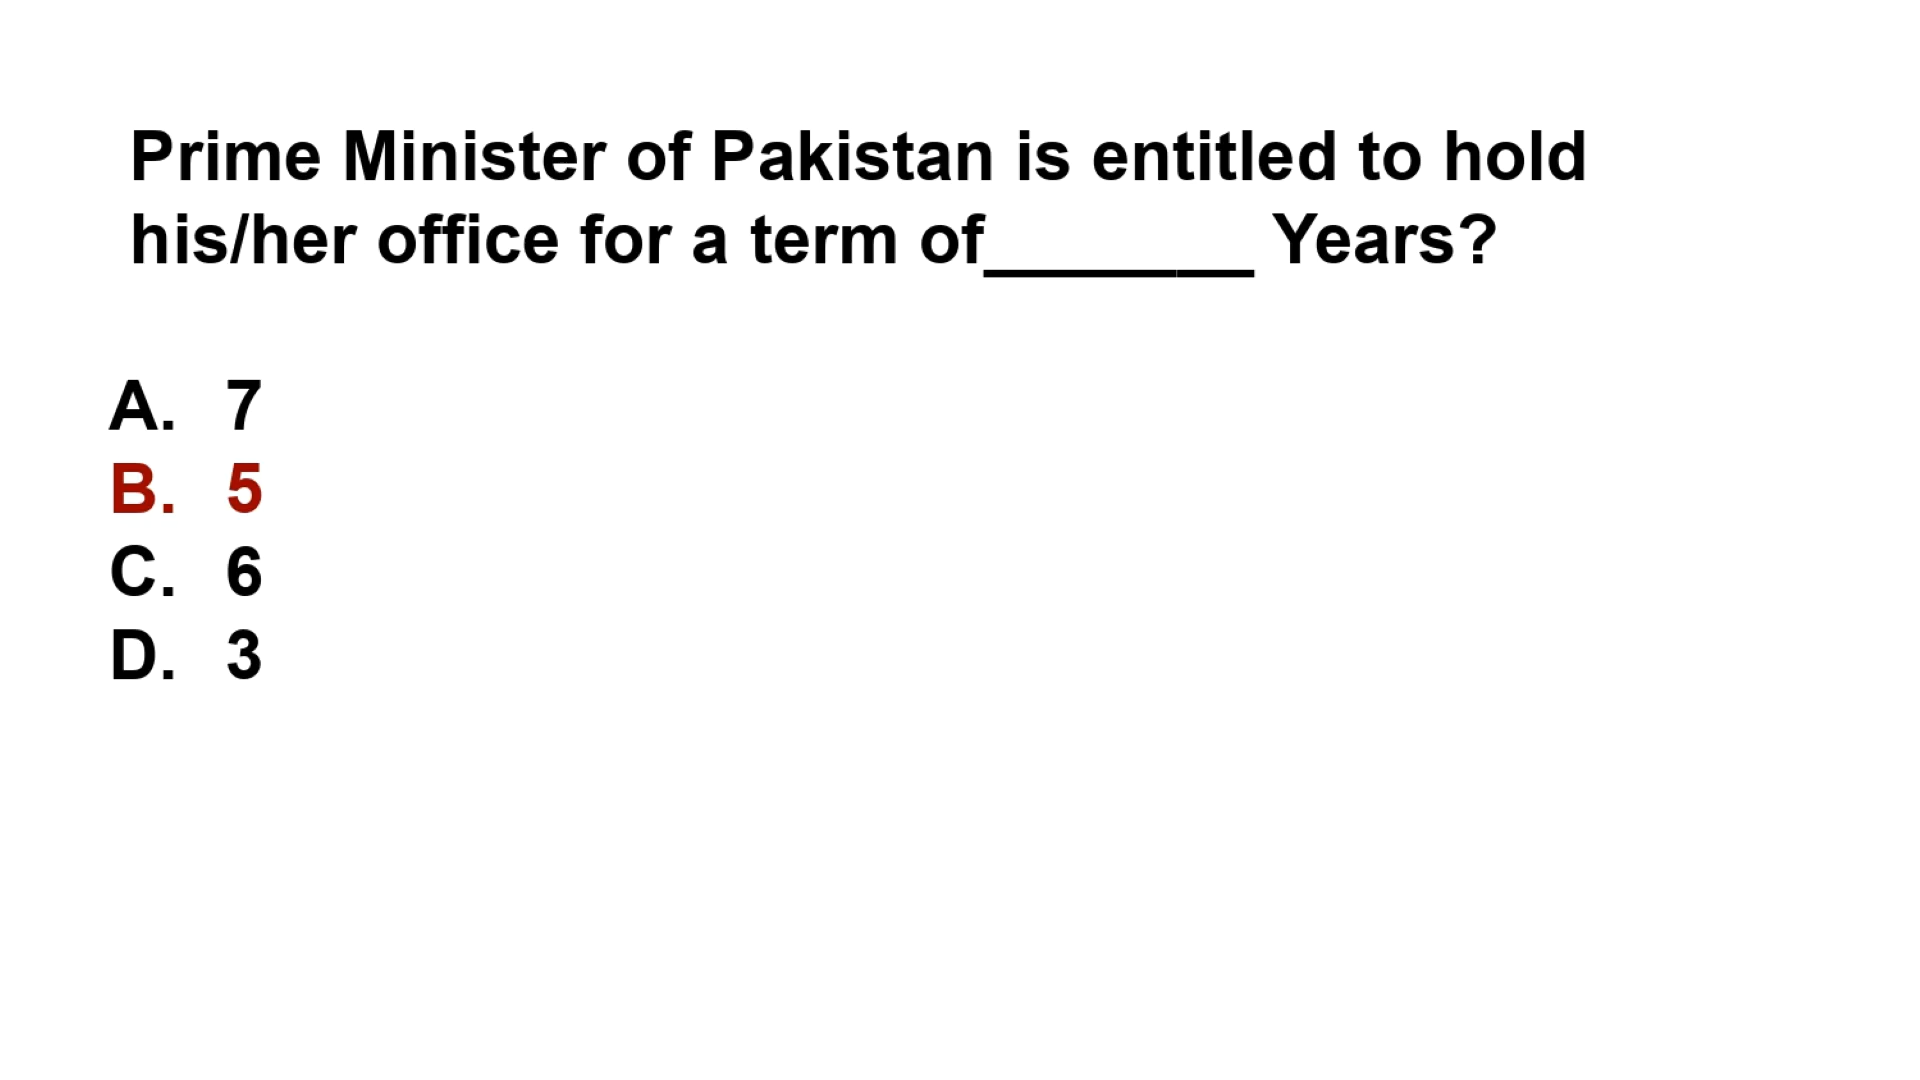 Prime Minister of Pakistan is entitled to hold
his/her office for a term of_______ Years?
A. 7
B. 5
C. 6
D. 3